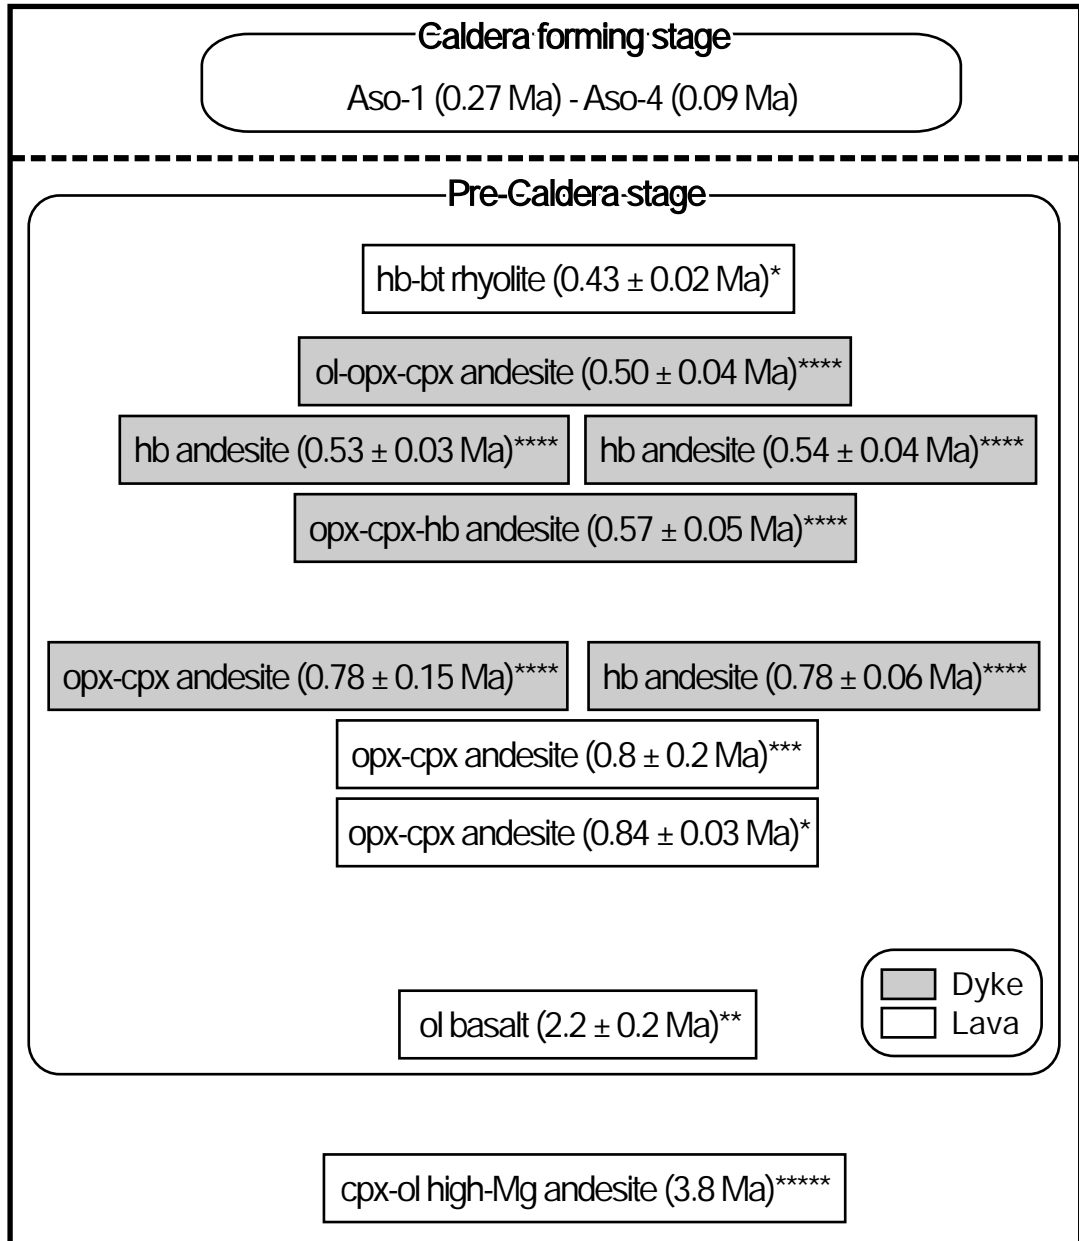 Caldera forming stage
Aso-1 (0.27 Ma) - Aso-4 (0.09 Ma)
Pre-Caldera stage
hb-bt rhyolite (0.43 ± 0.02 Ma)*
ol-opx-cpx andesite (0.50 ± 0.04 Ma)****
hb andesite (0.53 ± 0.03 Ma)****
hb andesite (0.54 ± 0.04 Ma)****
opx-cpx-hb andesite (0.57 ± 0.05 Ma)****
opx-cpx andesite (0.78 ± 0.15 Ma)****
hb andesite (0.78 ± 0.06 Ma)****
opx-cpx andesite (0.8 ± 0.2 Ma)***
opx-cpx andesite (0.84 ± 0.03 Ma)*
ol basalt (2.2 ± 0.2 Ma)**
Dyke
Lava
cpx-ol high-Mg andesite (3.8 Ma)*****